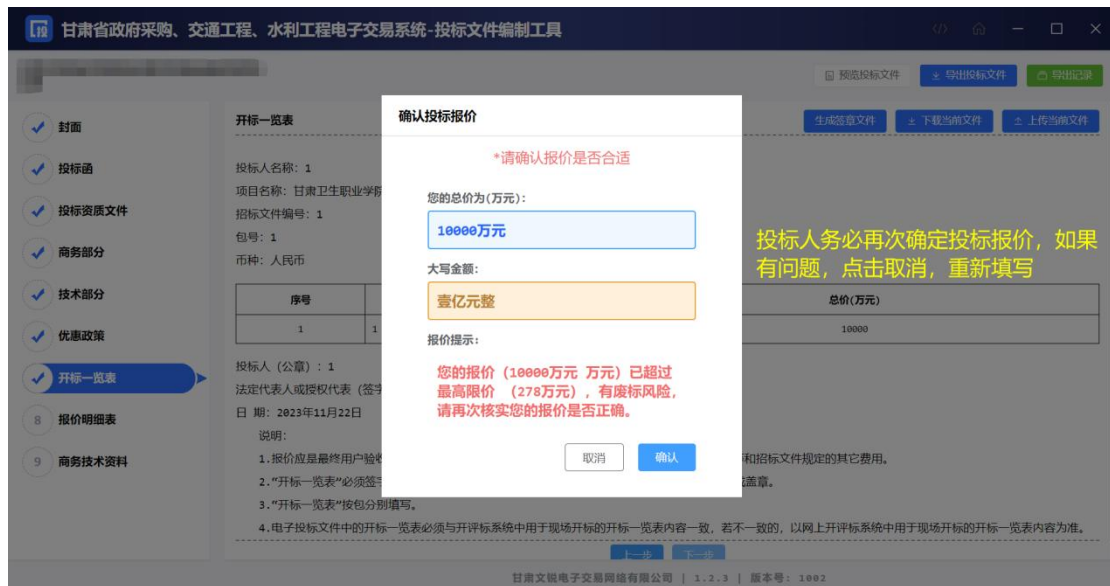 甘肃省政府采购、交通工程、水利工程电子交易系统-投标文件编制工具
预览投标文件
导出投标文件
导出记录
封面
投标函
投标资质文件
商务部分
技术部分
优惠政策
开标一览表
8 报价明细表
9 商务技术资料
开标一览表
生成签章文件
下载当前文件
上传当前文件
投标人名称: 1
项目名称: 甘肃卫生职业学院
招标文件编号: 1
包号: 1
币种: 人民币
序号
总价(万元)
1
1
10000
投标人 (公章) : 1
法定代表人或授权代表 (签字
日 期: 2023年11月22日
说明:
1.报价应是最终用户验收
和招标文件规定的其它费用。
2.“开标一览表”必须签字
盖章。
3.“开标一览表”按包分别填写。
4.电子投标文件中的开标一览表必须与开评标系统中用于现场开标的开标一览表内容一致, 若不一致的, 以网上开评标系统中用于现场开标的开标一览表内容为准。
确认投标报价
*请确认报价是否合适
您的总价为(万元):
10000万元
大写金额:
壹亿元整
报价提示:
您的报价 (10000万元 万元) 已超过
最高限价 (278万元) , 有废标风险,
请再次核实您的报价是否正确。
取消
确认
投标人务必再次确定投标报价, 如果
有问题, 点击取消, 重新填写
上一步
下一步
甘肃文锐电子交易网络有限公司 | 1.2.3 | 版本号: 1002